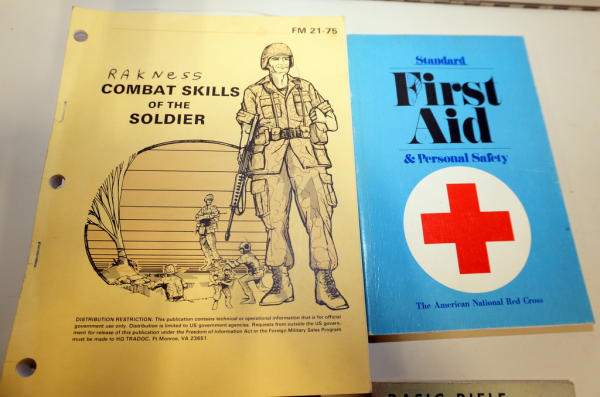 FM 21-75
RAKNESS
COMBAT SKILLS
OF THE
SOLDIER
DISTRIBUTION RESTRICTION: This publication contains technical or operational information that is for official
government use only. Distribution is limited to US government agencies. Requests from outside the US govern-
ment for release of this publication under the Freedom of Information Act or the Foreign Military Sales Program
must be made to HQ TRADOC, Ft Monroe, VA 23651.
Standard
First
Aid
& Personal Safety
The American National Red Cross
BASIC RIFLE